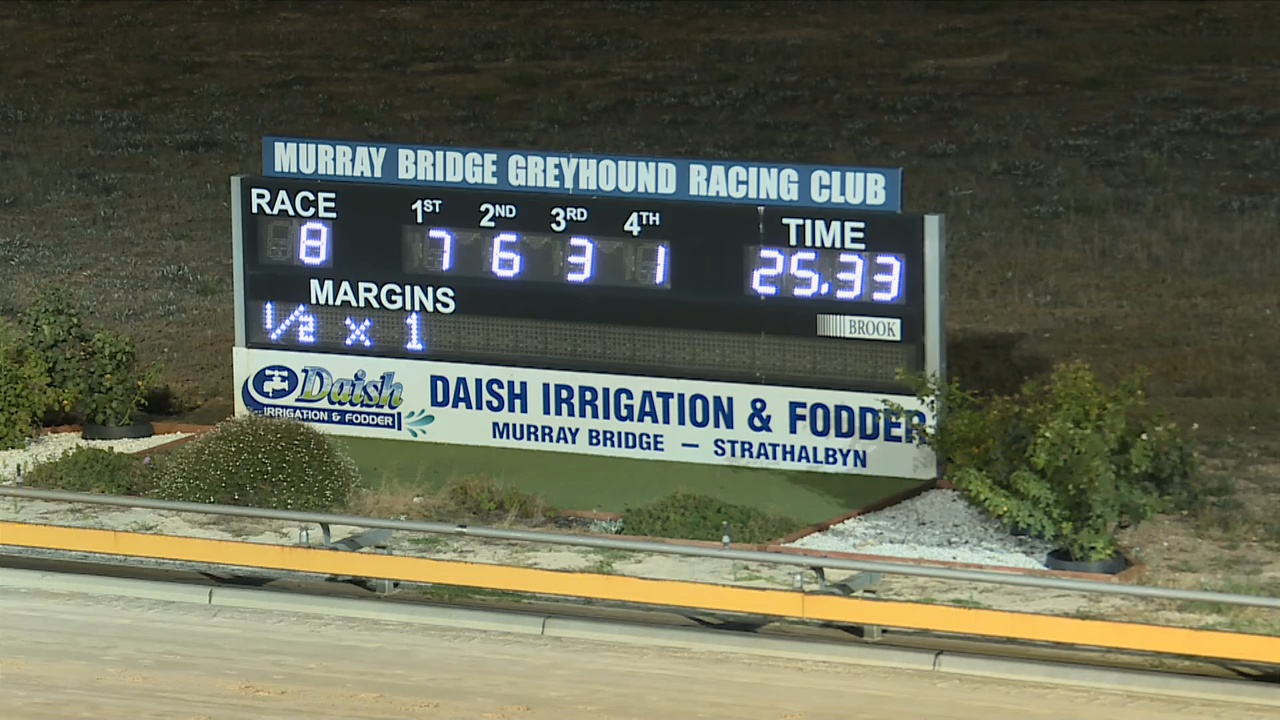 MURRAY BRIDGE GREYHOUND RACING CLUB
RACE 1ST 2ND 3RD 4TH TIME
8 7 6 3 1 25.33
MARGINS
1/2 x 1
BROOK
Daish
IRRIGATION & FODDER
DAISH IRRIGATION & FODDER
MURRAY BRIDGE — STRATHALBYN